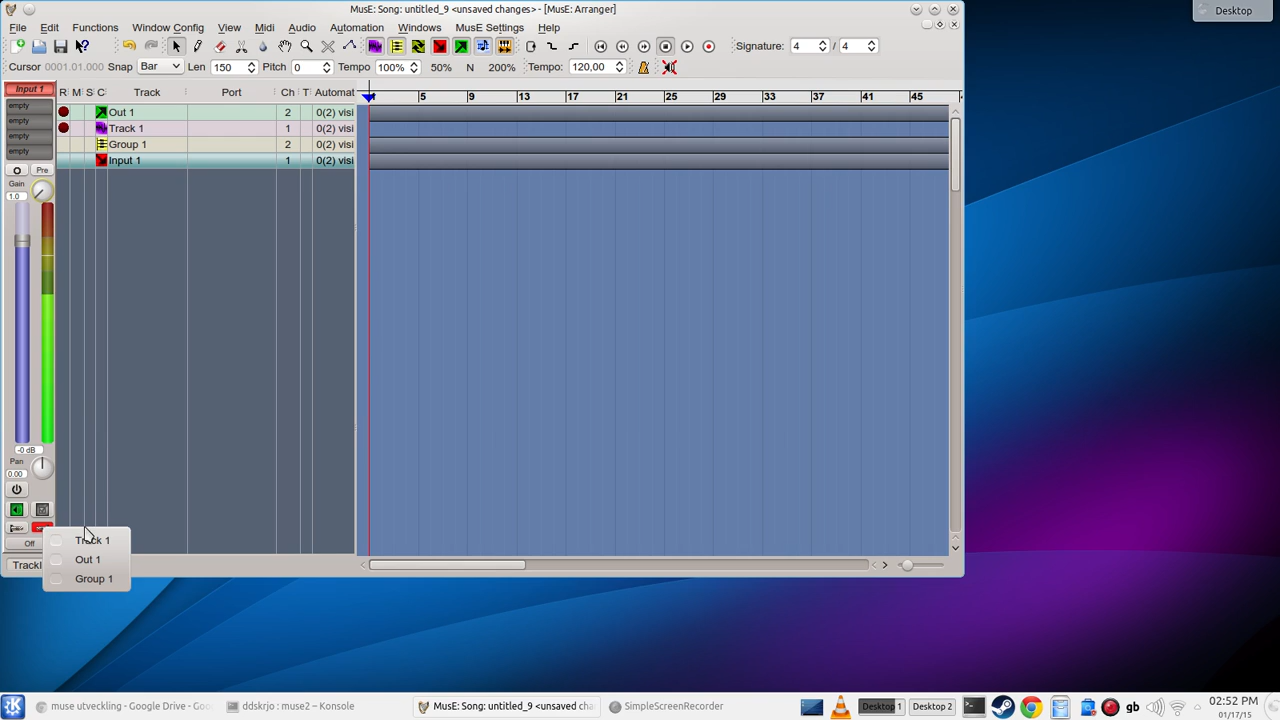 MusE: Song: untitled_9 <unsaved changes> - [MusE: Arranger]
Desktop
File Edit Functions Window Config Midi Audio Automation Windows MusE Settings Help
Signature: 4 / 4
Cursor 0001.01.000 Snap Bar Len 150 Pitch 0 Tempo 100% 50% N 200% Tempo: 120,00
Input 1
R M S C Track Port Ch T Automat
5 9 13 17 21 25 29 33 37 41 45
empty
empty
empty
empty
Out 1 2 0(2) visi
Track 1 1 0(2) visi
Group 1 2 0(2) visi
Input 1 1 0(2) visi
Pre
Gain
1.0
-0 dB
Pan
0.00
Off
Track 1
Out 1
Group 1
muse utveckling - Google Drive - Goo
ddskrjo : muse2 – Konsole
MusE: Song: untitled_9 <unsaved cha
SimpleScreenRecorder
Desktop 1
Desktop 2
gb
02:52 PM
01/17/15